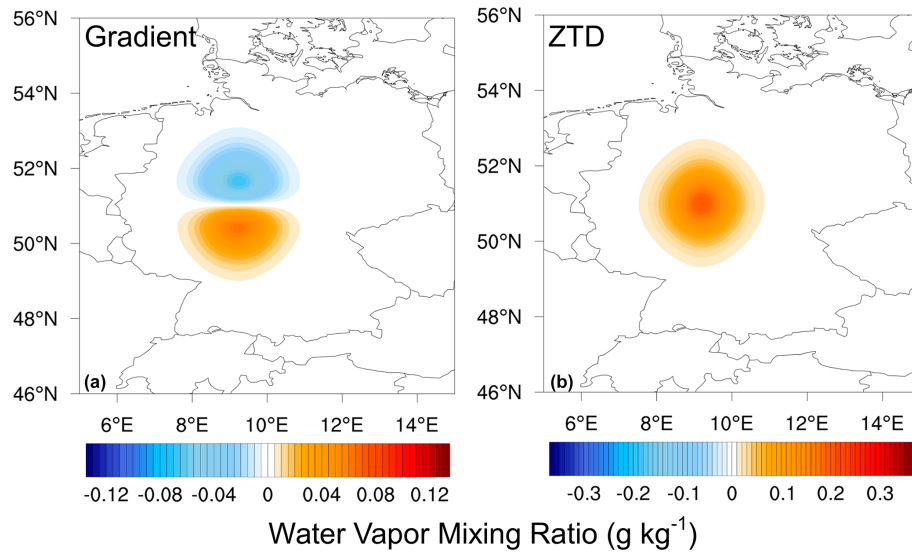 56°N
54°N
52°N
50°N
48°N
46°N
Gradient
(a)
6°E 8°E 10°E 12°E 14°E
-0.12 -0.08 -0.04 0 0.04 0.08 0.12
56°N
54°N
52°N
50°N
48°N
46°N
ZTD
(b)
6°E 8°E 10°E 12°E 14°E
-0.3 -0.2 -0.1 0 0.1 0.2 0.3
Water Vapor Mixing Ratio (g kg⁻¹)